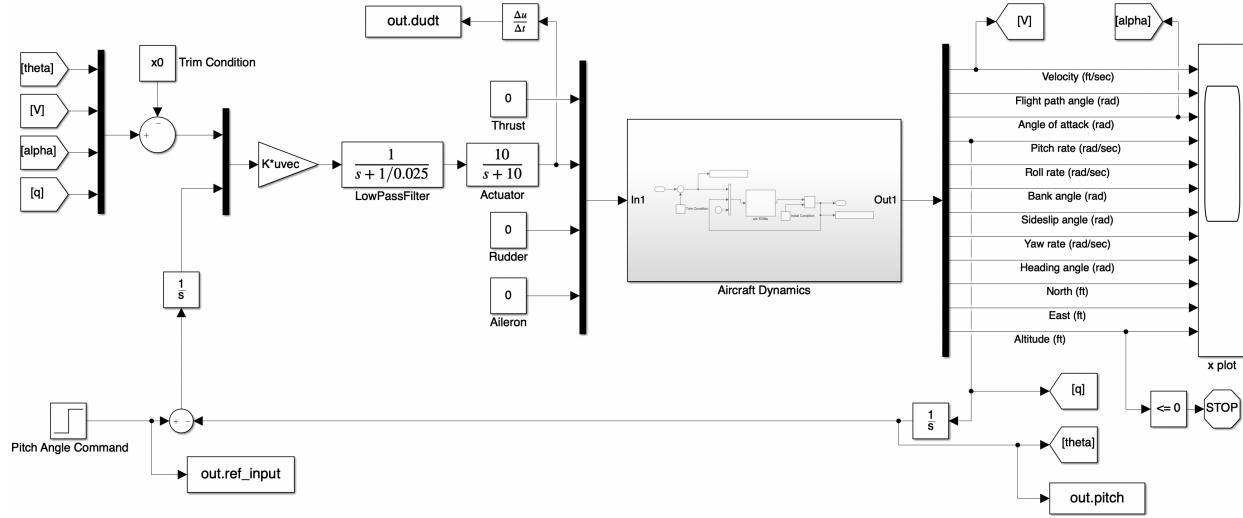 out.dudt
Δu
Δt
[V]
[alpha]
x0
Trim Condition
[theta]
[V]
[alpha]
[q]
−
+
K*uvec
1
s + 1/0.025
LowPassFilter
10
s + 10
Actuator
0
Thrust
0
Rudder
0
Aileron
In1
Trim Condition
Initial Condition
Out1
Aircraft Dynamics
Velocity (ft/sec)
Flight path angle (rad)
Angle of attack (rad)
Pitch rate (rad/sec)
Roll rate (rad/sec)
Bank angle (rad)
Sideslip angle (rad)
Yaw rate (rad/sec)
Heading angle (rad)
North (ft)
East (ft)
Altitude (ft)
x plot
1
s
[q]
<= 0
STOP
1
s
+
−
Pitch Angle Command
[theta]
out.ref_input
out.pitch